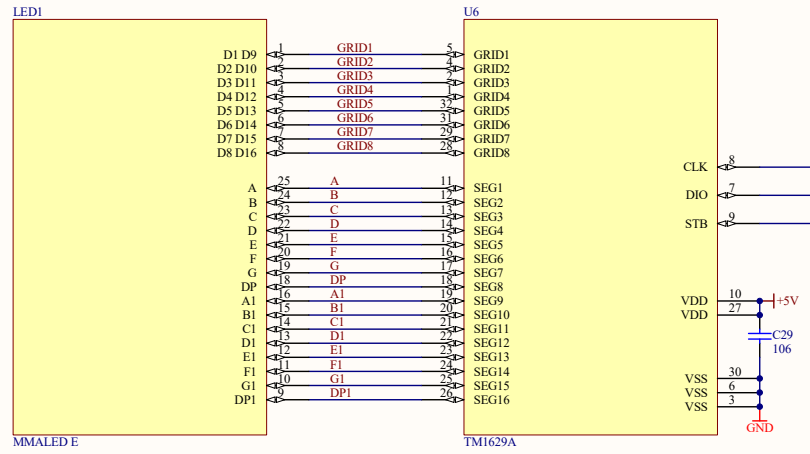 LED1 U6
D1 D9 1 GRID1 5 GRID1
D2 D10 2 GRID2 4 GRID2
D3 D11 3 GRID3 2 GRID3
D4 D12 4 GRID4 1 GRID4
D5 D13 5 GRID5 32 GRID5
D6 D14 6 GRID6 31 GRID6
D7 D15 7 GRID7 29 GRID7
D8 D16 8 GRID8 28 GRID8
CLK 8
A 25 A 11 SEG1
DIO 7
B 24 B 12 SEG2
C 23 C 13 SEG3
STB 9
D 22 D 14 SEG4
E 21 E 15 SEG5
F 20 F 16 SEG6
G 19 G 17 SEG7
DP 18 DP 18 SEG8
A1 16 A1 19 SEG9 VDD 10 +5V
B1 15 B1 20 SEG10 VDD 27
C1 14 C1 21 SEG11
C29
D1 13 D1 22 SEG12
106
E1 12 E1 23 SEG13
F1 11 F1 24 SEG14
VSS 30
G1 10 G1 25 SEG15
VSS 6
DP1 9 DP1 26 SEG16
VSS 3
GND
MMALED E TM1629A